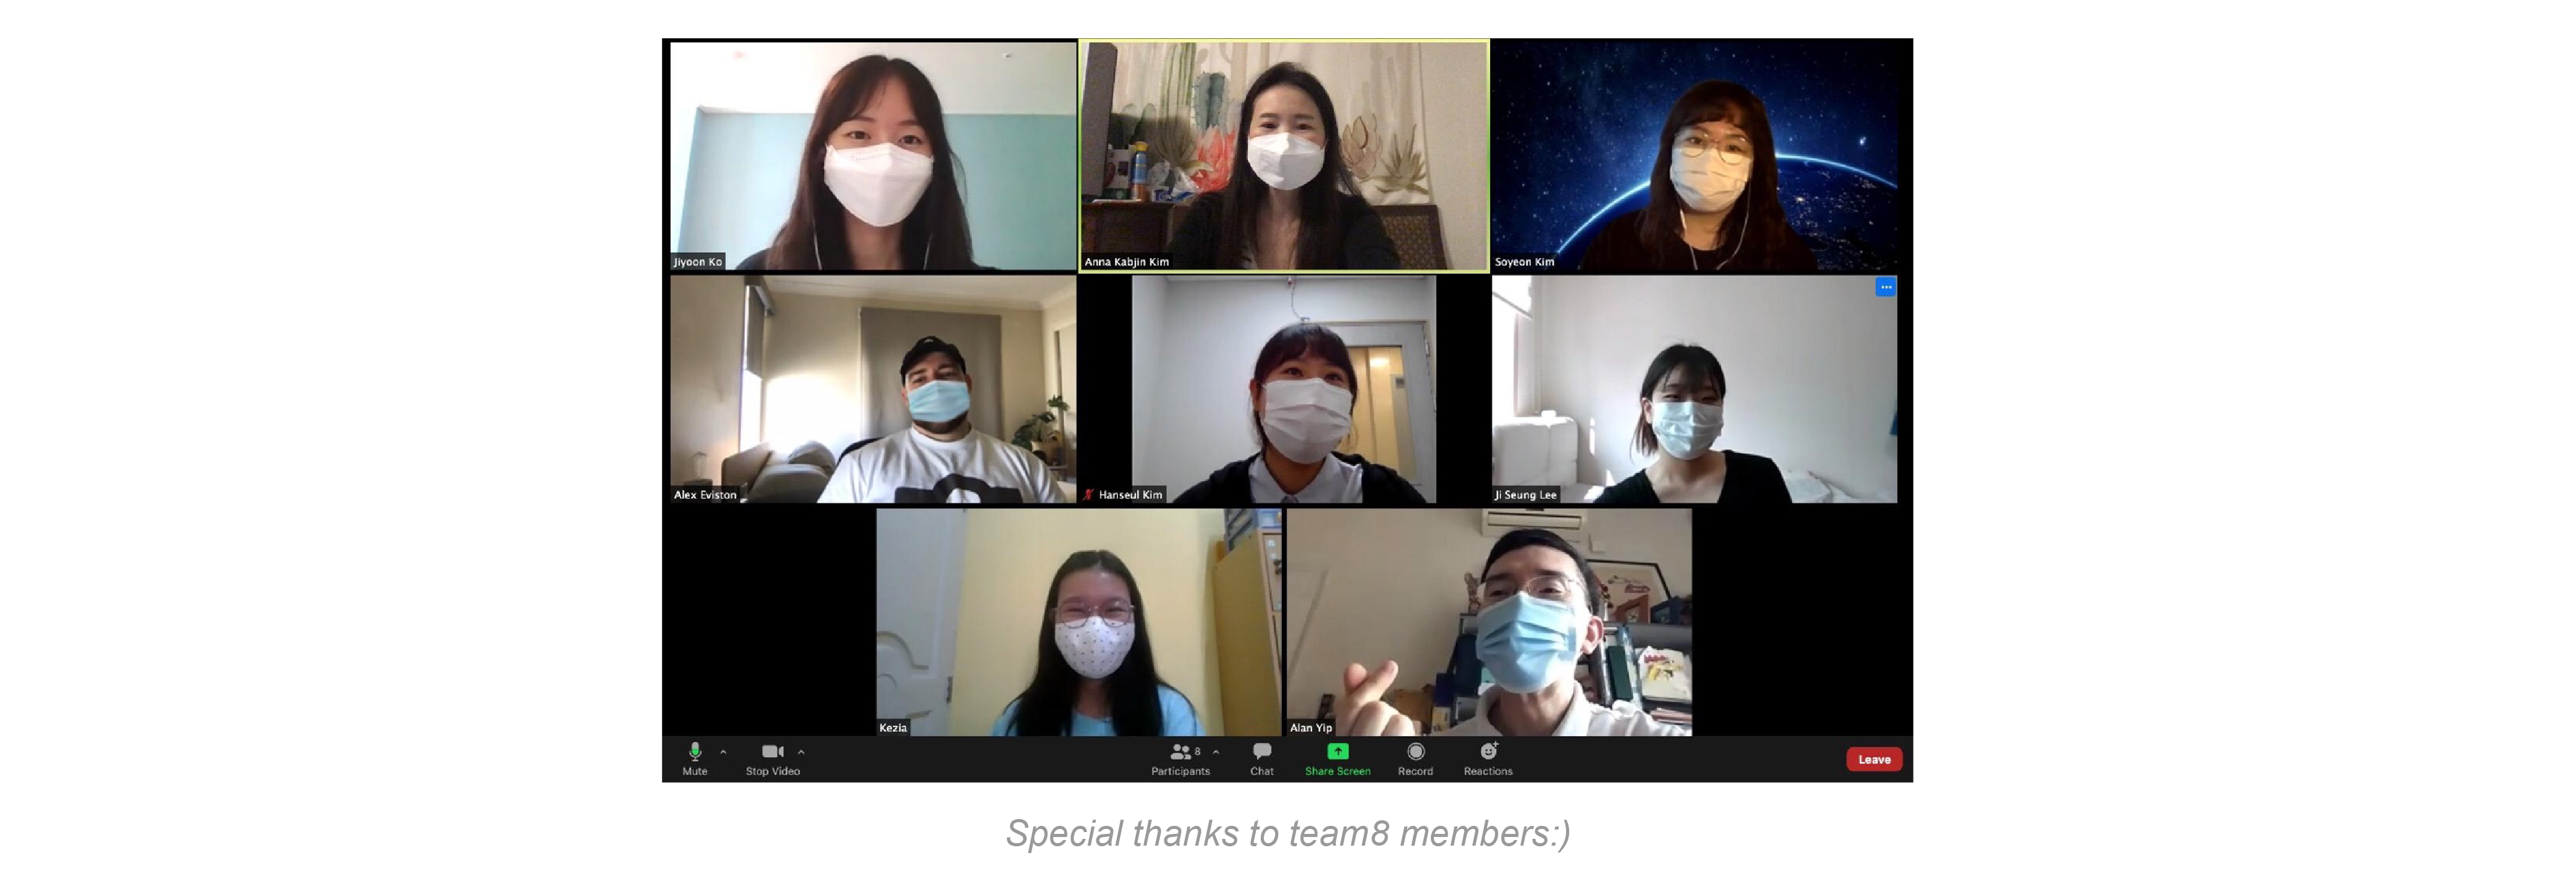 Jiyoon Ko
Anna Kabjin Kim
Soyeon Kim
Alex Eviston
Hanseul Kim
Ji Seung Lee
Kezia
Alan Yip
Mute
Stop Video
Participants
8
Chat
Share Screen
Record
Reactions
Leave
Special thanks to team8 members:)